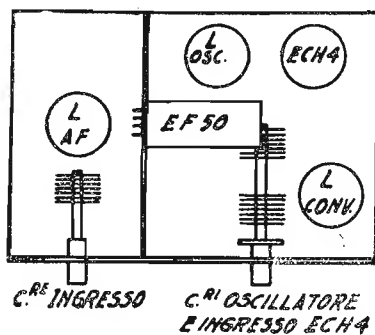 L
OSC.
ECH4
L
AF
EF50
L
CONV.
C.RE INGRESSO
C.RI OSCILLATORE
E INGRESSO ECH4